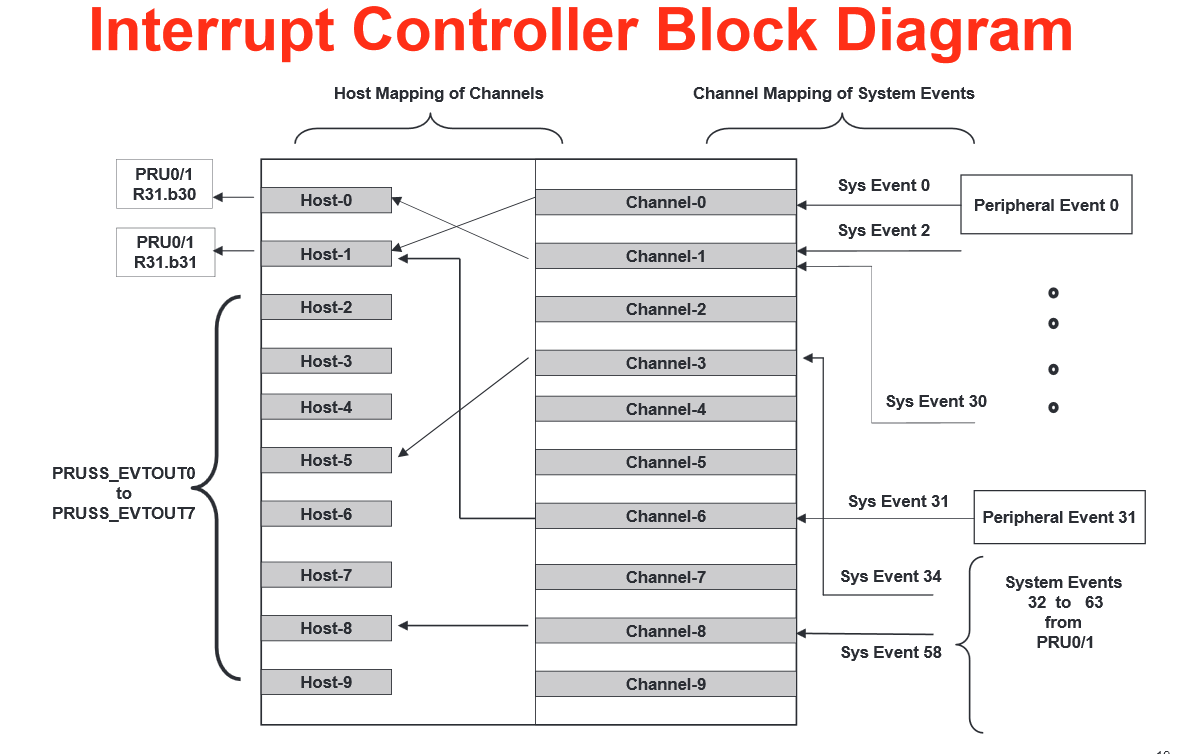 Interrupt Controller Block Diagram
Host Mapping of Channels
Channel Mapping of System Events
PRU0/1
R31.b30
PRU0/1
R31.b31
PRUSS_EVTOUT0
to
PRUSS_EVTOUT7
Host-0
Host-1
Host-2
Host-3
Host-4
Host-5
Host-6
Host-7
Host-8
Host-9
Channel-0
Channel-1
Channel-2
Channel-3
Channel-4
Channel-5
Channel-6
Channel-7
Channel-8
Channel-9
Sys Event 0
Sys Event 2
Sys Event 30
Sys Event 31
Sys Event 34
Sys Event 58
Peripheral Event 0
Peripheral Event 31
System Events
32 to 63
from
PRU0/1